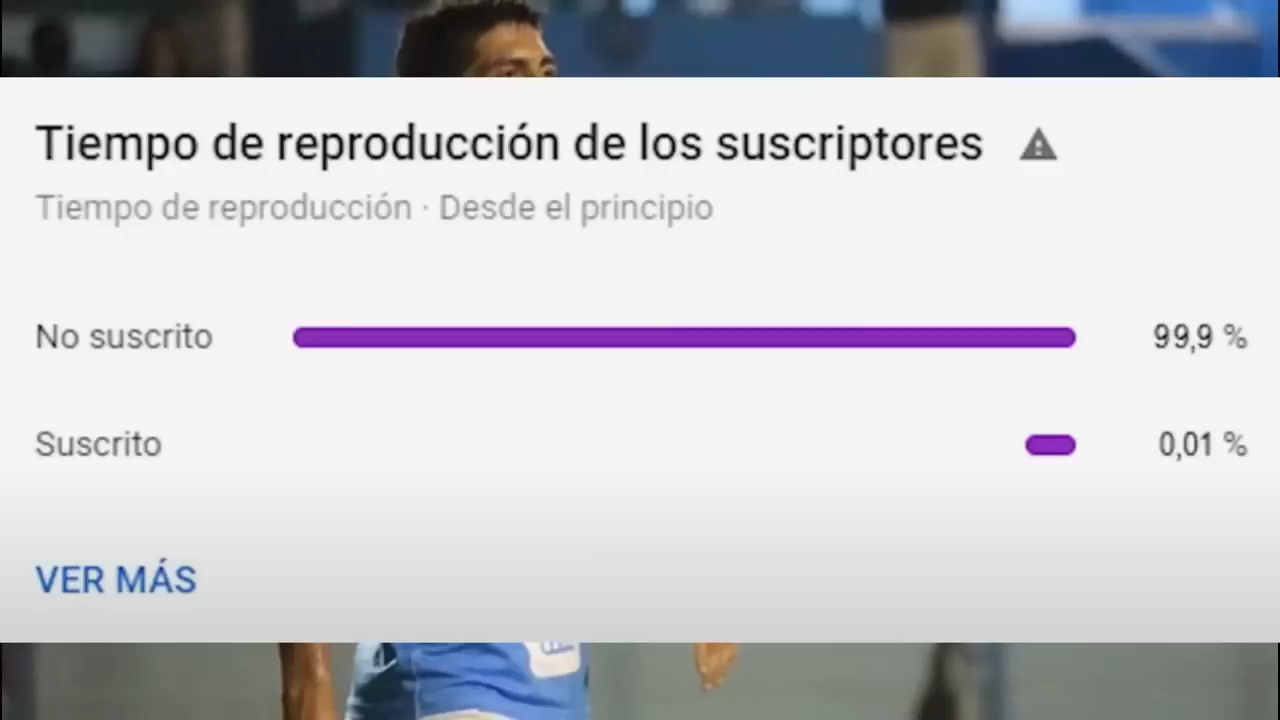 Tiempo de reproducción de los suscriptores
Tiempo de reproducción · Desde el principio
No suscrito 99,9 %
Suscrito 0,01 %
VER MÁS